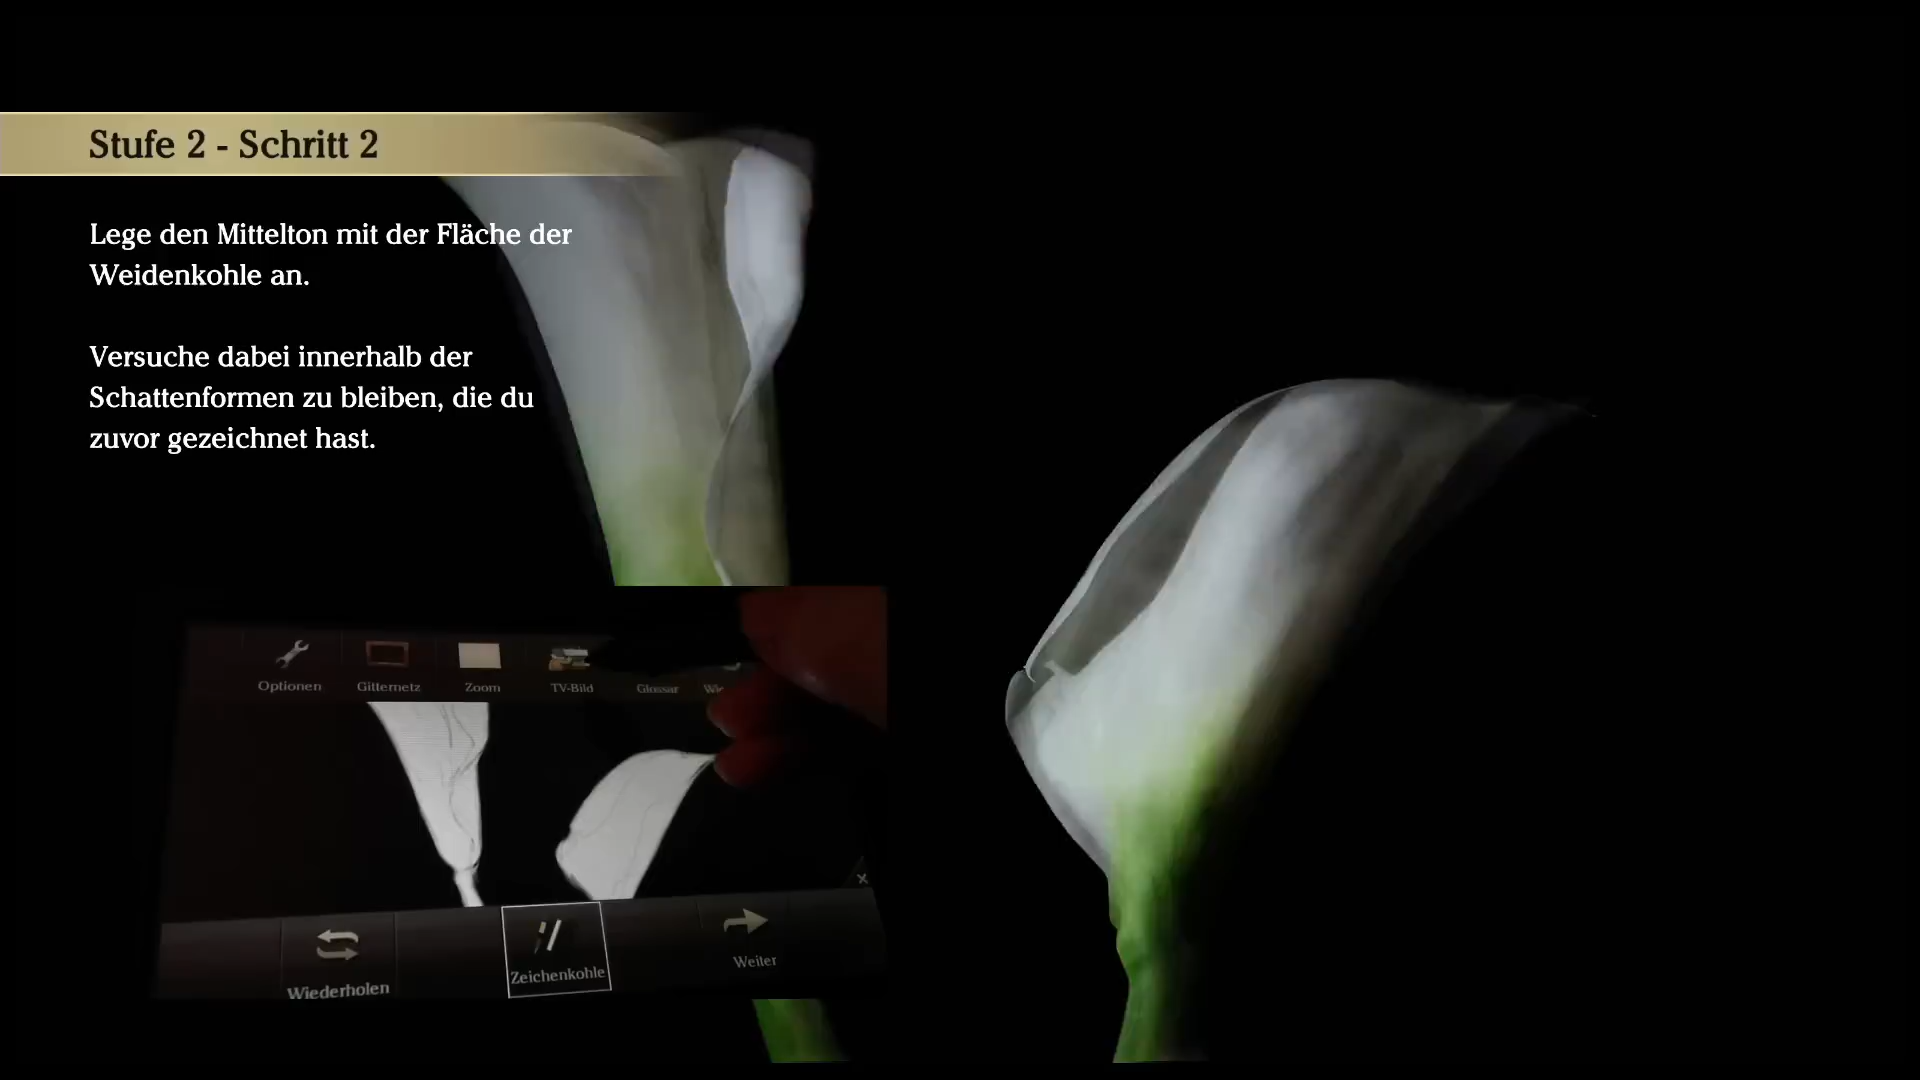 Stufe 2 - Schritt 2
Lege den Mittelton mit der Fläche der
Weidenkohle an.
Versuche dabei innerhalb der
Schattenformen zu bleiben, die du
zuvor gezeichnet hast.
Optionen
Gitternetz
Zoom
TV-Bild
Glossar
Zeichenkohle
Weiter
Wiederholen